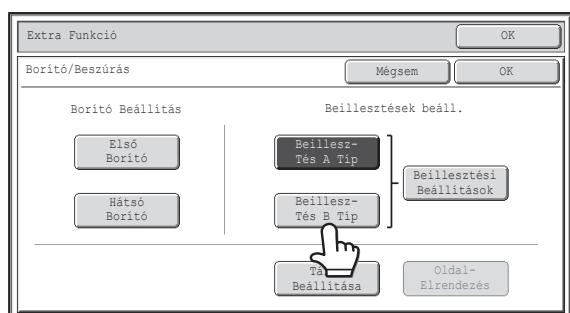 Extra Funkció
OK
Borító/Beszúrás
Mégsem
OK
Borító Beállítás
Beillesztések beáll.
Első
Borító
Beillesz-
Tés A Típ
Beillesztési
Beállítások
Hátsó
Borító
Beillesz-
Tés B Típ
Beállítása
Oldal-
Elrendezés